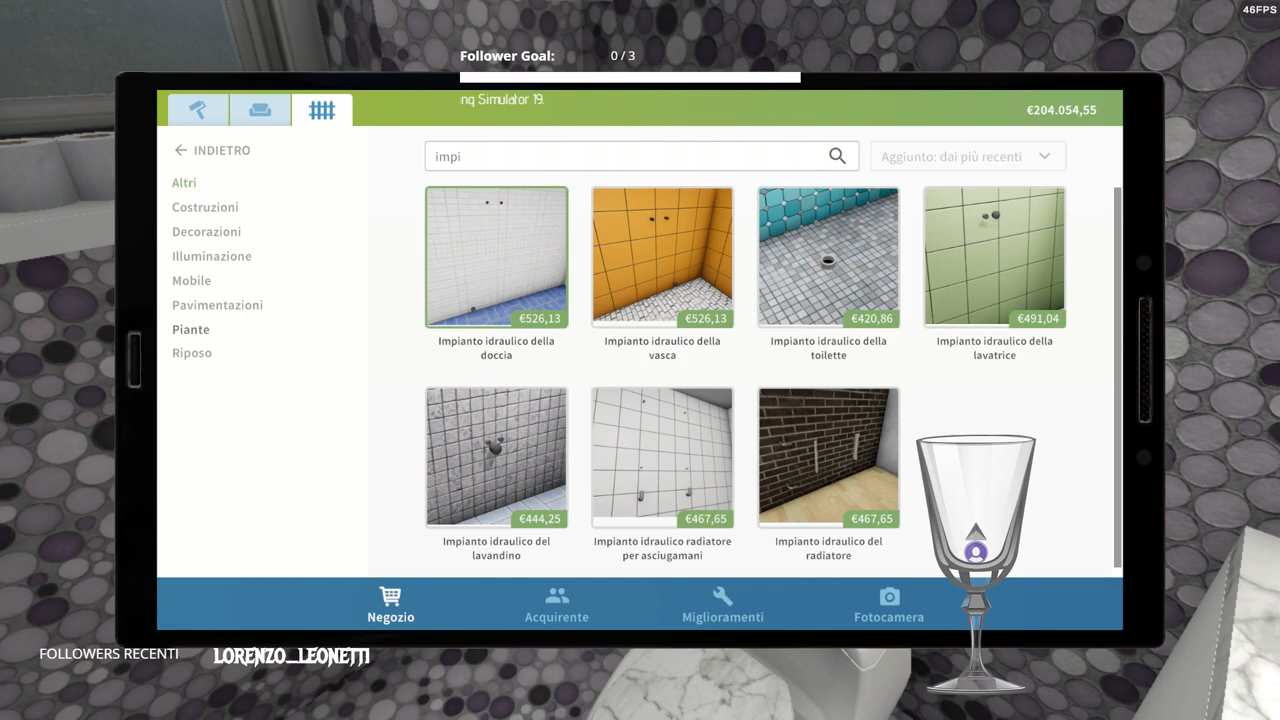 46FPS
Follower Goal: 0 / 3
ng Simulator 19.
€204.054,55
INDIETRO
impi
Aggiunto: dai più recenti
Altri
Costruzioni
Decorazioni
Illuminazione
Mobile
Pavimentazioni
Piante
Riposo
€526,13
€526,13
€420,86
€491,04
Impianto idraulico della
doccia
Impianto idraulico della
vasca
Impianto idraulico della
toilette
Impianto idraulico della
lavatrice
€444,25
€467,65
€467,65
Impianto idraulico del
lavandino
Impianto idraulico radiatore
per asciugamani
Impianto idraulico del
radiatore
Negozio
Acquirente
Miglioramenti
Fotocamera
FOLLOWERS RECENTI LORENZO_LEONETTI